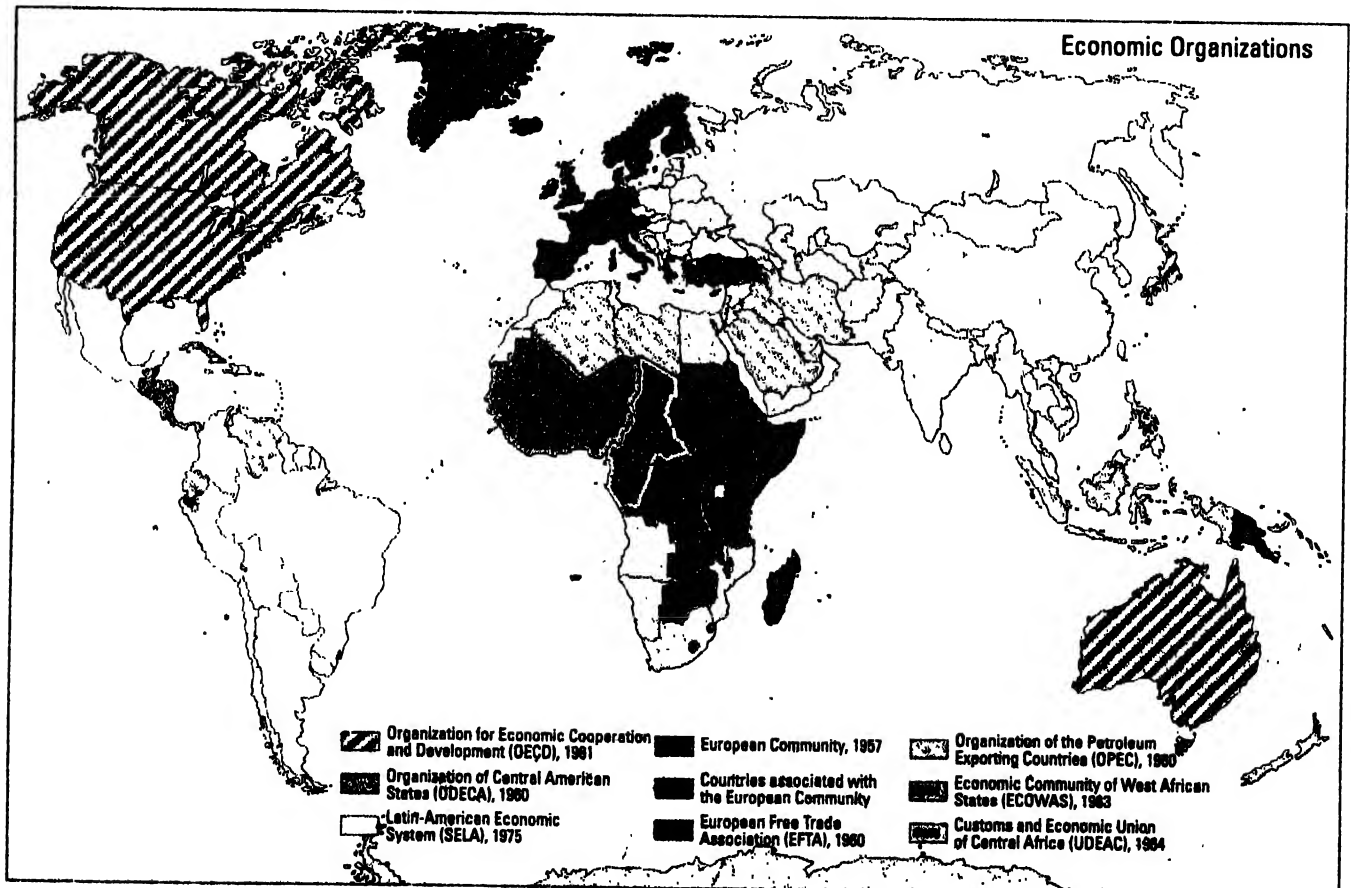 Economic Organizations
Organization for Economic Cooperation
and Development (OECD), 1961
Organization of Central American
States (ODECA), 1960
Latin-American Economic
System (SELA), 1975
European Community, 1957
Countries associated with
the European Community
European Free Trade
Association (EFTA), 1960
Organization of the Petroleum
Exporting Countries (OPEC), 1960
Economic Community of West African
States (ECOWAS), 1963
Customs and Economic Union
of Central Africa (UDEAC), 1964